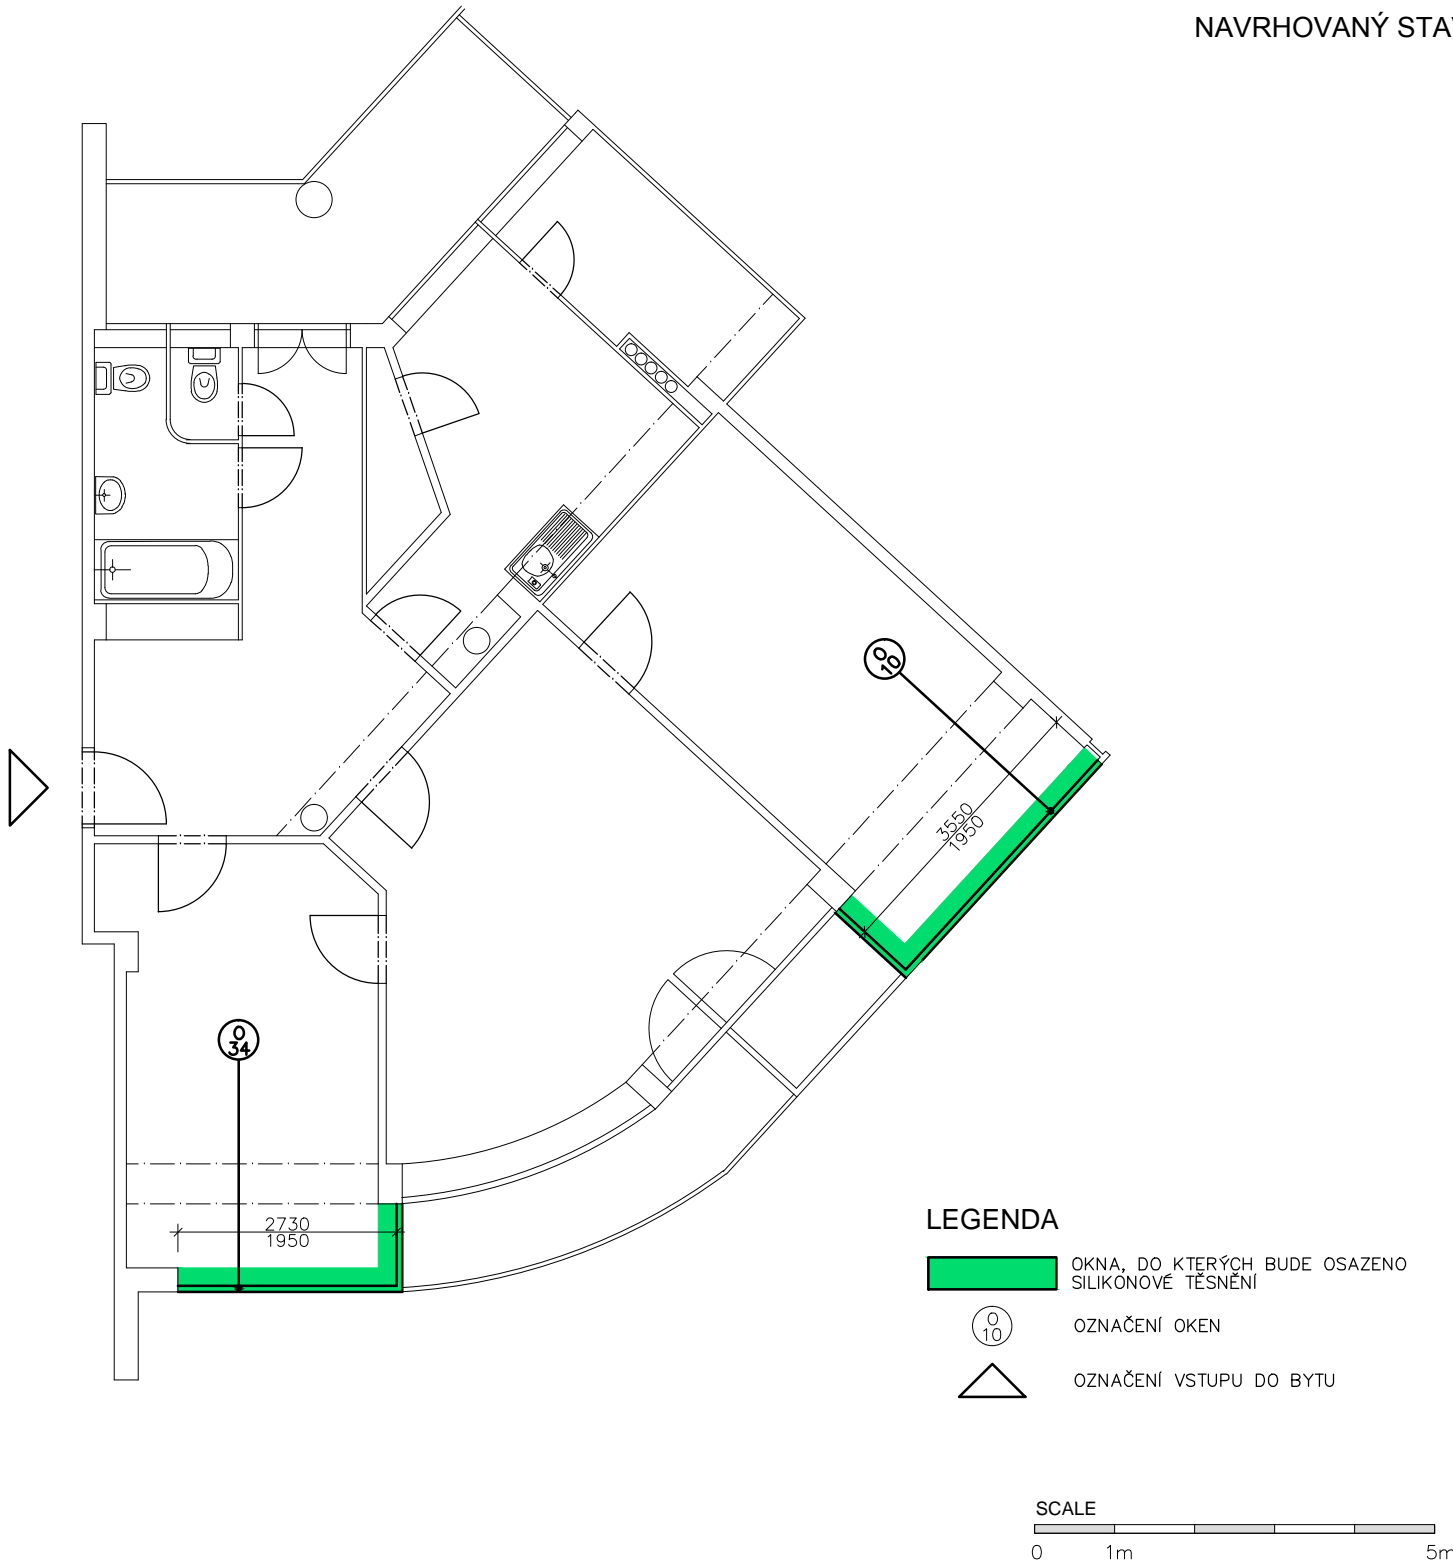 NAVRHOVANÝ STAV
O
10
3550
1950
O
34
2730
1950
LEGENDA
OKNA, DO KTERÝCH BUDE OSAZENO
SILIKONOVÉ TĚSNĚNÍ
O
10
OZNAČENÍ OKEN
OZNAČENÍ VSTUPU DO BYTU
SCALE
0 1m 5m